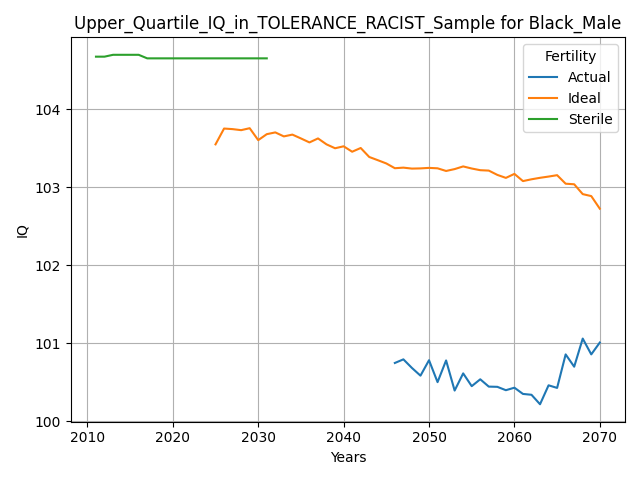 Upper_Quartile_IQ_in_TOLERANCE_RACIST_Sample for Black_Male
Fertility
Actual
Ideal
Sterile
104
103
102
101
100
IQ
2010 2020 2030 2040 2050 2060 2070
Years